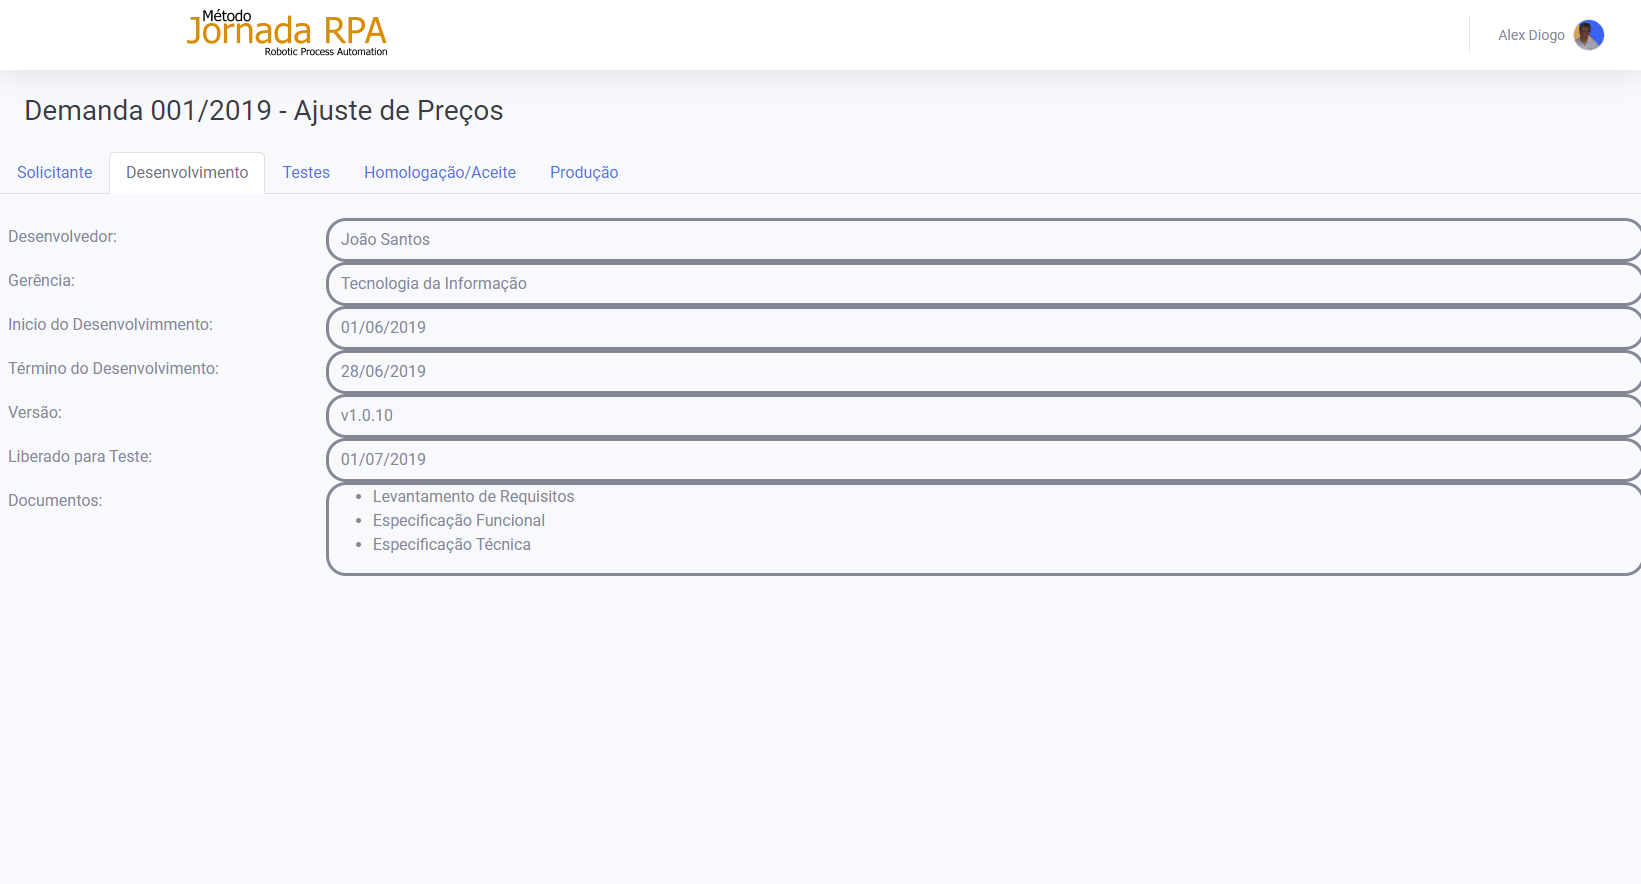 Método
Jornada RPA
Robotic Process Automation
Alex Diogo
Demanda 001/2019 - Ajuste de Preços
Solicitante Desenvolvimento Testes Homologação/Aceite Produção
Desenvolvedor: João Santos
Gerência: Tecnologia da Informação
Inicio do Desenvolvimmento: 01/06/2019
Término do Desenvolvimento: 28/06/2019
Versão: v1.0.10
Liberado para Teste: 01/07/2019
Documentos: • Levantamento de Requisitos
• Especificação Funcional
• Especificação Técnica